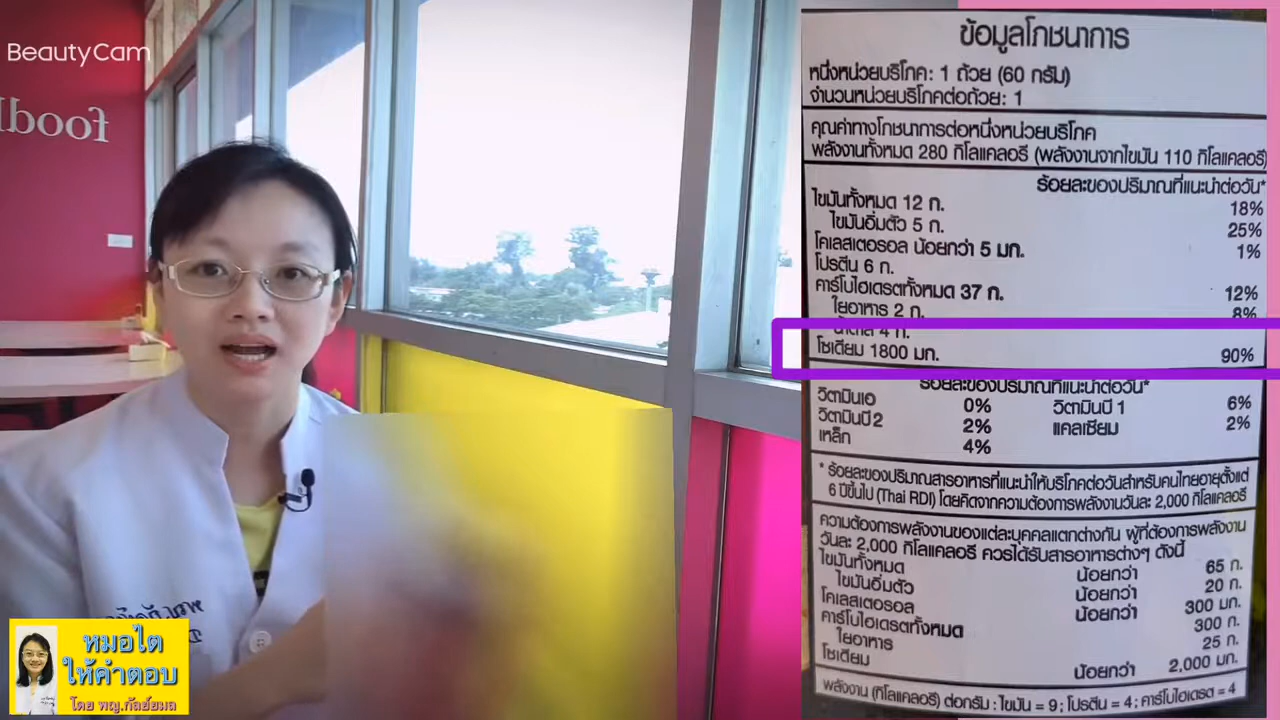 BeautyCam
food
หมอไต
ให้คำตอบ
โดย พญ.กัลย์ยมล
ข้อมูลโภชนาการ
หนึ่งหน่วยบริโภค: 1 ถ้วย (60 กรัม)
จำนวนหน่วยบริโภคต่อถ้วย: 1
คุณค่าทางโภชนาการต่อหนึ่งหน่วยบริโภค
พลังงานทั้งหมด 280 กิโลแคลอรี (พลังงานจากไขมัน 110 กิโลแคลอรี)
ร้อยละของปริมาณที่แนะนำต่อวัน*
ไขมันทั้งหมด 12 ก. 18%
ไขมันอิ่มตัว 5 ก. 25%
โคเลสเตอรอล น้อยกว่า 5 มก. 1%
โปรตีน 6 ก.
คาร์โบไฮเดรตทั้งหมด 37 ก. 12%
ใยอาหาร 2 ก. 8%
น้ำตาล 4 ก.
โซเดียม 1800 มก. 90%
ร้อยละของปริมาณที่แนะนำต่อวัน*
วิตามินเอ 0% วิตามินบี 1 6%
วิตามินบี 2 2% แคลเซียม 2%
เหล็ก 4%
* ร้อยละของปริมาณสารอาหารที่แนะนำให้บริโภคต่อวันสำหรับคนไทยอายุตั้งแต่
6 ปีขึ้นไป (Thai RDI) โดยคิดจากความต้องการพลังงานวันละ 2,000 กิโลแคลอรี
ความต้องการพลังงานของแต่ละบุคคลแตกต่างกัน ผู้ที่ต้องการพลังงาน
วันละ 2,000 กิโลแคลอรี ควรได้รับสารอาหารต่างๆ ดังนี้
ไขมันทั้งหมด น้อยกว่า 65 ก.
ไขมันอิ่มตัว น้อยกว่า 20 ก.
โคเลสเตอรอล น้อยกว่า 300 มก.
คาร์โบไฮเดรตทั้งหมด 300 ก.
ใยอาหาร 25 ก.
โซเดียม น้อยกว่า 2,000 มก.
พลังงาน (กิโลแคลอรี) ต่อกรัม : ไขมัน = 9 ; โปรตีน = 4 ; คาร์โบไฮเดรต = 4